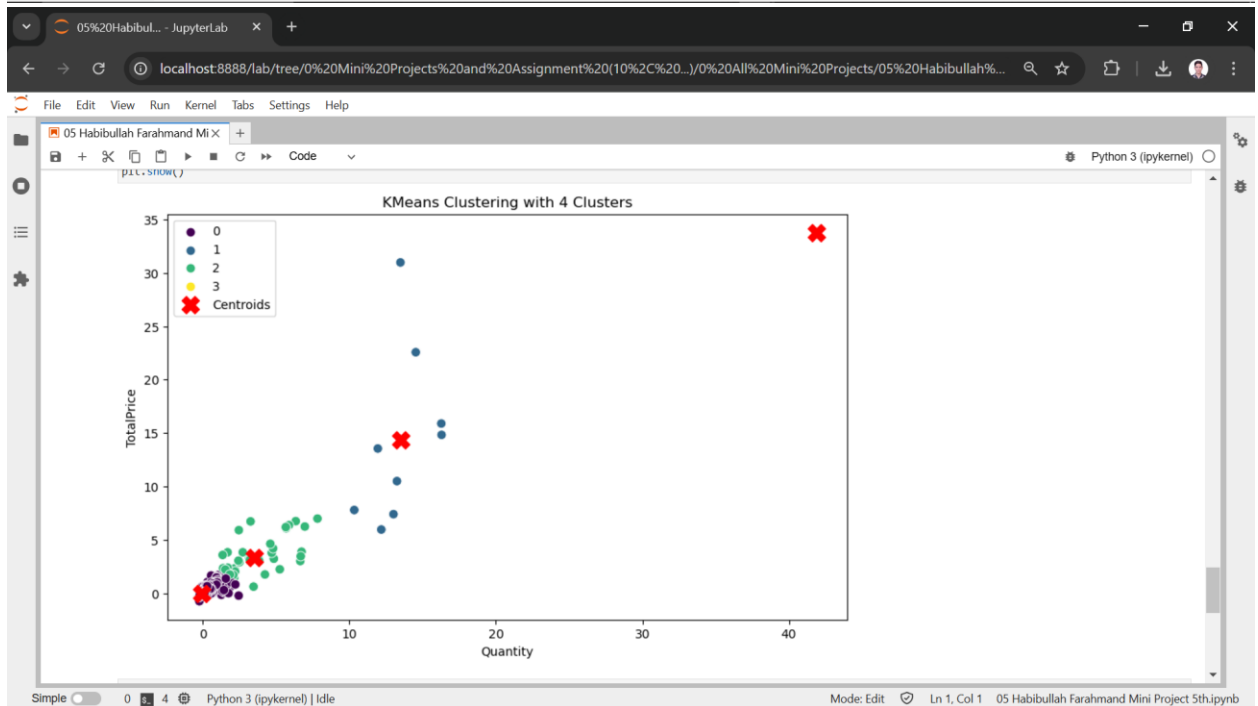 05%20Habibul... - JupyterLab
localhost:8888/lab/tree/0%20Mini%20Projects%20and%20Assignment%20(10%2C%20...)/0%20All%20Mini%20Projects/05%20Habibullah%...
File Edit View Run Kernel Tabs Settings Help
05 Habibullah Farahmand Mi
Code Python 3 (ipykernel)
plt.show()
KMeans Clustering with 4 Clusters
0
1
2
3
Centroids
35
30
25
20
15
10
5
0
TotalPrice
0 10 20 30 40
Quantity
Simple 0 4 Python 3 (ipykernel) | Idle Mode: Edit Ln 1, Col 1 05 Habibullah Farahmand Mini Project 5th.ipynb